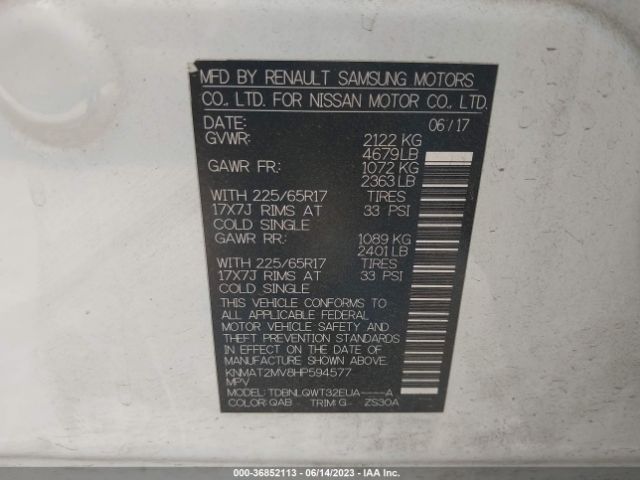 MFD BY RENAULT SAMSUNG MOTORS
CO., LTD. FOR NISSAN MOTOR CO., LTD.
DATE: 06/17
GVWR: 2122 KG
4679 LB
GAWR FR: 1072 KG
2363 LB
WITH 225/65R17 TIRES
17X7J RIMS AT 33 PSI
COLD SINGLE
GAWR RR: 1089 KG
2401 LB
WITH 225/65R17 TIRES
17X7J RIMS AT 33 PSI
COLD SINGLE
THIS VEHICLE CONFORMS TO
ALL APPLICABLE FEDERAL
MOTOR VEHICLE SAFETY AND
THEFT PREVENTION STANDARDS
IN EFFECT ON THE DATE OF
MANUFACTURE SHOWN ABOVE.
KNMAT2MV8HP594577
MPV
MODEL: TDBNLQWT32EUA----A
COLOR: QAB TRIM: G ZS30A
000-36852113 - 06/14/2023 - IAA Inc.